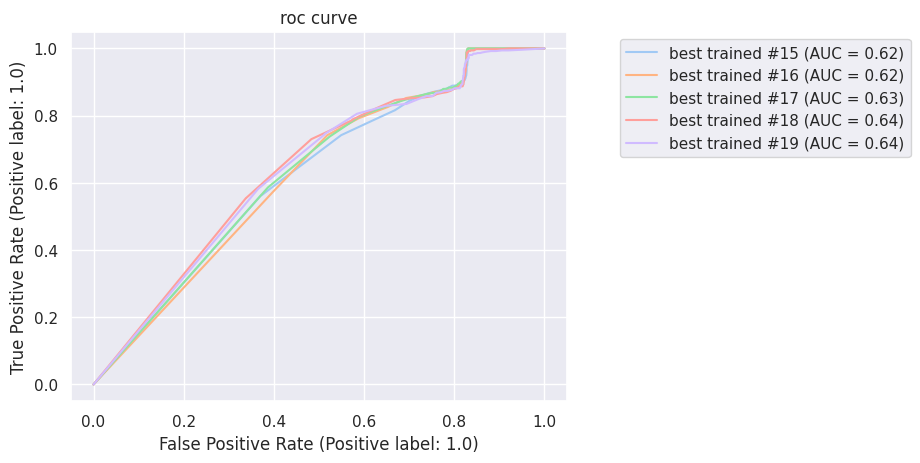 roc curve
True Positive Rate (Positive label: 1.0)
1.0
0.8
0.6
0.4
0.2
0.0
0.0 0.2 0.4 0.6 0.8 1.0
False Positive Rate (Positive label: 1.0)
best trained #15 (AUC = 0.62)
best trained #16 (AUC = 0.62)
best trained #17 (AUC = 0.63)
best trained #18 (AUC = 0.64)
best trained #19 (AUC = 0.64)